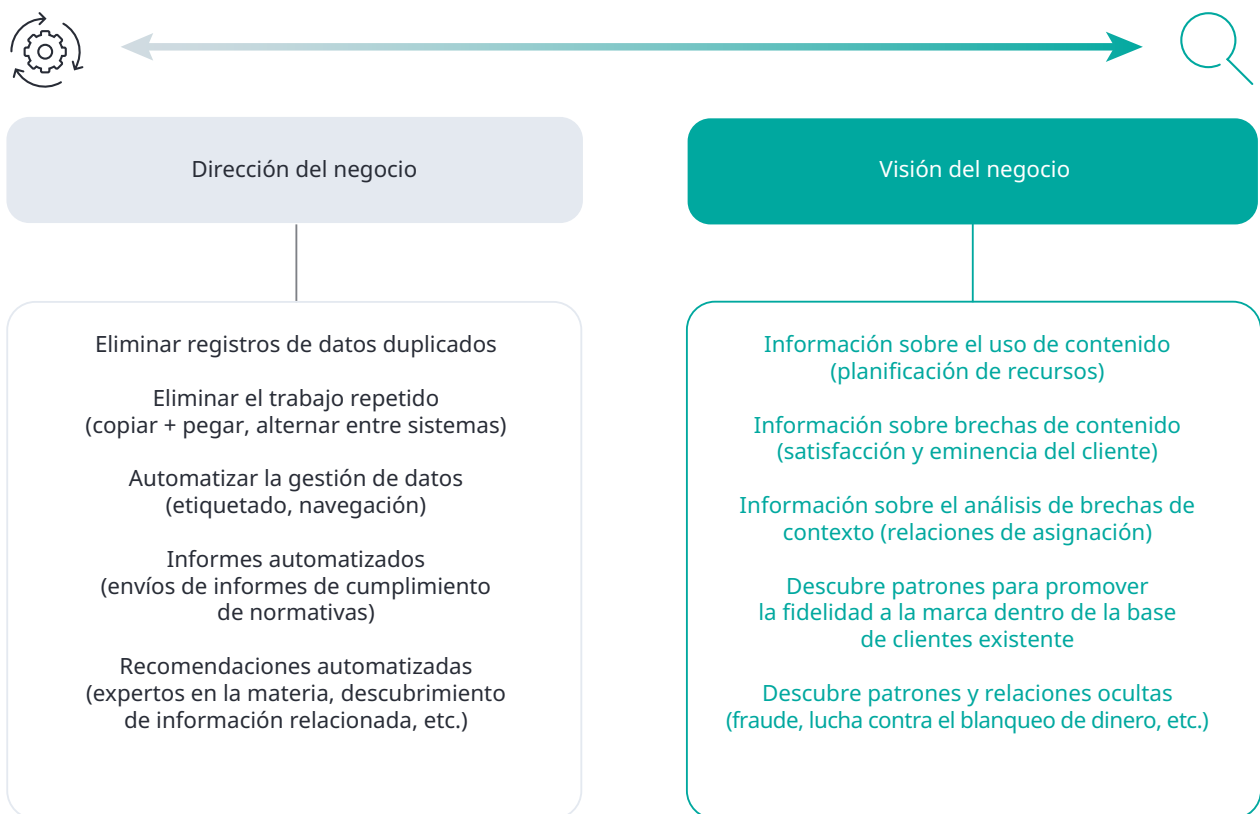 Dirección del negocio
Visión del negocio
Eliminar registros de datos duplicados
Eliminar el trabajo repetido
(copiar + pegar, alternar entre sistemas)
Automatizar la gestión de datos
(etiquetado, navegación)
Informes automatizados
(envíos de informes de cumplimiento
de normativas)
Recomendaciones automatizadas
(expertos en la materia, descubrimiento
de información relacionada, etc.)
Información sobre el uso de contenido
(planificación de recursos)
Información sobre brechas de contenido
(satisfacción y eminencia del cliente)
Información sobre el análisis de brechas de
contexto (relaciones de asignación)
Descubre patrones para promover
la fidelidad a la marca dentro de la base
de clientes existente
Descubre patrones y relaciones ocultas
(fraude, lucha contra el blanqueo de dinero, etc.)